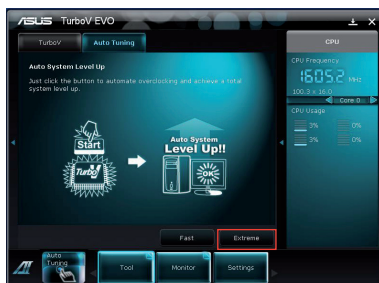 ASUS TurboV EVO
TurboV
Auto Tuning
Auto System Level Up
Just click the button to automate overclocking and achieve a total
system level up.
Start
TurboV
Auto System
Level Up!!
OK
Fast
Extreme
CPU
CPU Frequency
1605.2 MHz
100.3 x 16.0
Core 0
CPU Usage
3% 0%
3% 0%
Auto
Tuning
Tool
Monitor
Settings